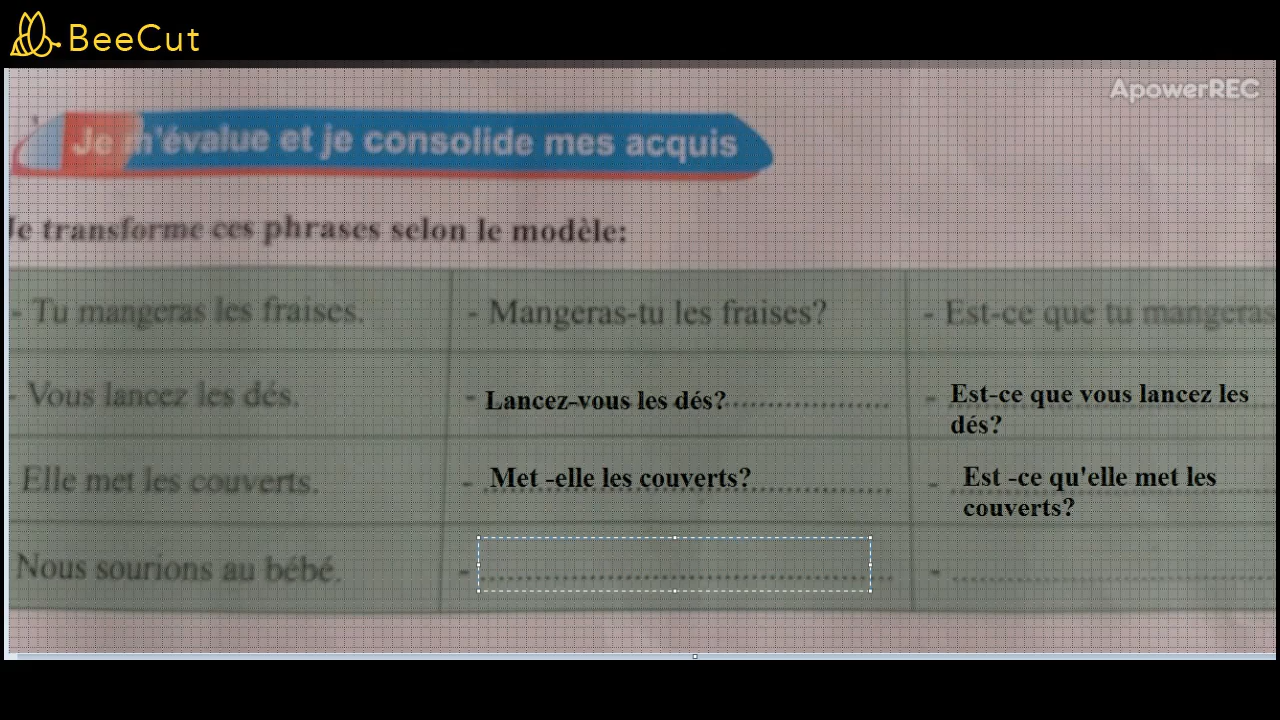 BeeCut
ApowerREC
Je m'évalue et je consolide mes acquis
Je transforme ces phrases selon le modèle:
- Tu mangeras les fraises.
- Mangeras-tu les fraises?
- Est-ce que tu mangeras
- Vous lancez les dés.
- Lancez-vous les dés?
- Est-ce que vous lancez les
dés?
- Elle met les couverts.
- Met -elle les couverts?
- Est -ce qu'elle met les
couverts?
Nous sourions au bébé.